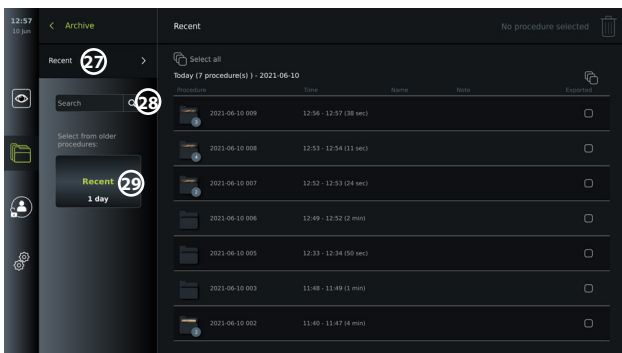 12:57
10 Jun
Archive
Recent
No procedure selected
Recent
27
Search
28
Select from older
procedures:
Recent
29
1 day
Select all
Today (7 procedure(s) ) - 2021-06-10
Procedure Time Name Note Exported
3
2021-06-10 009 12:56 - 12:57 (38 sec)
4
2021-06-10 008 12:53 - 12:54 (11 sec)
2
2021-06-10 007 12:52 - 12:53 (24 sec)
2021-06-10 006 12:49 - 12:52 (2 min)
2021-06-10 005 12:33 - 12:34 (50 sec)
2021-06-10 003 11:48 - 11:49 (1 min)
2021-06-10 002 11:40 - 11:47 (4 min)